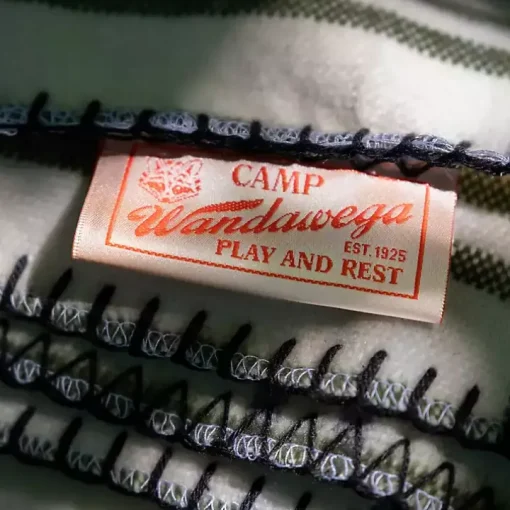 CAMP
Wandawega
EST. 1925
PLAY AND REST